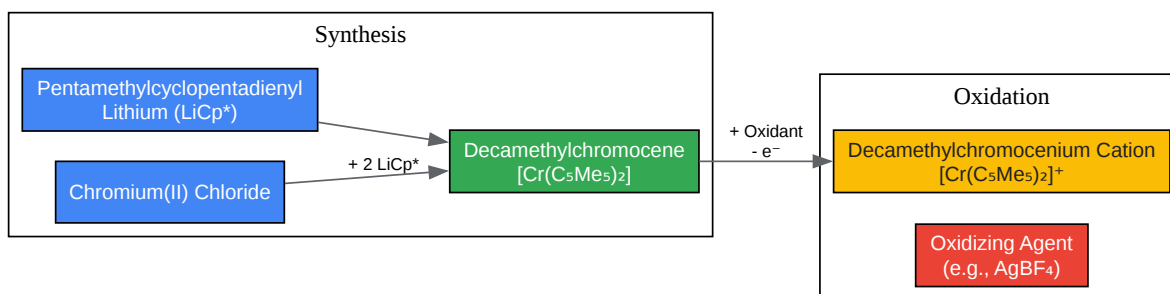 Synthesis
Pentamethylcyclopentadienyl
Lithium (LiCp*)
Chromium(II) Chloride
+ 2 LiCp*
Decamethylchromocene
[Cr(C₅Me₅)₂]
+ Oxidant
- e⁻
Oxidation
Decamethylchromocenium Cation
[Cr(C₅Me₅)₂]⁺
Oxidizing Agent
(e.g., AgBF₄)